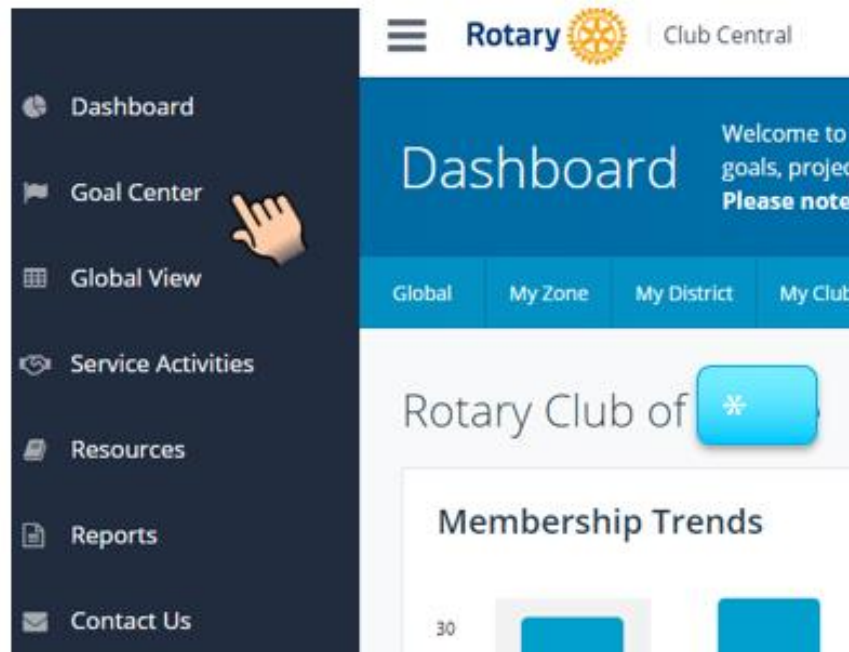 Dashboard
Goal Center
Global View
Service Activities
Resources
Reports
Contact Us
Rotary Club Central
Dashboard
Welcome to
goals, projec
Please note
Global My Zone My District My Club
Rotary Club of *
Membership Trends
30